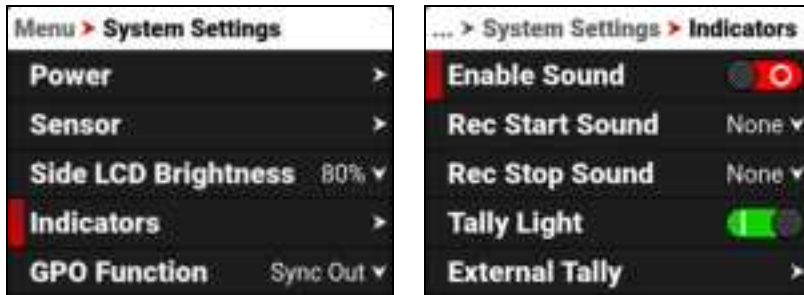 Menu > System Settings
Power >
Sensor >
Side LCD Brightness 80%
Indicators >
GPO Function Sync Out
... > System Settings > Indicators
Enable Sound
Rec Start Sound None
Rec Stop Sound None
Tally Light
External Tally >